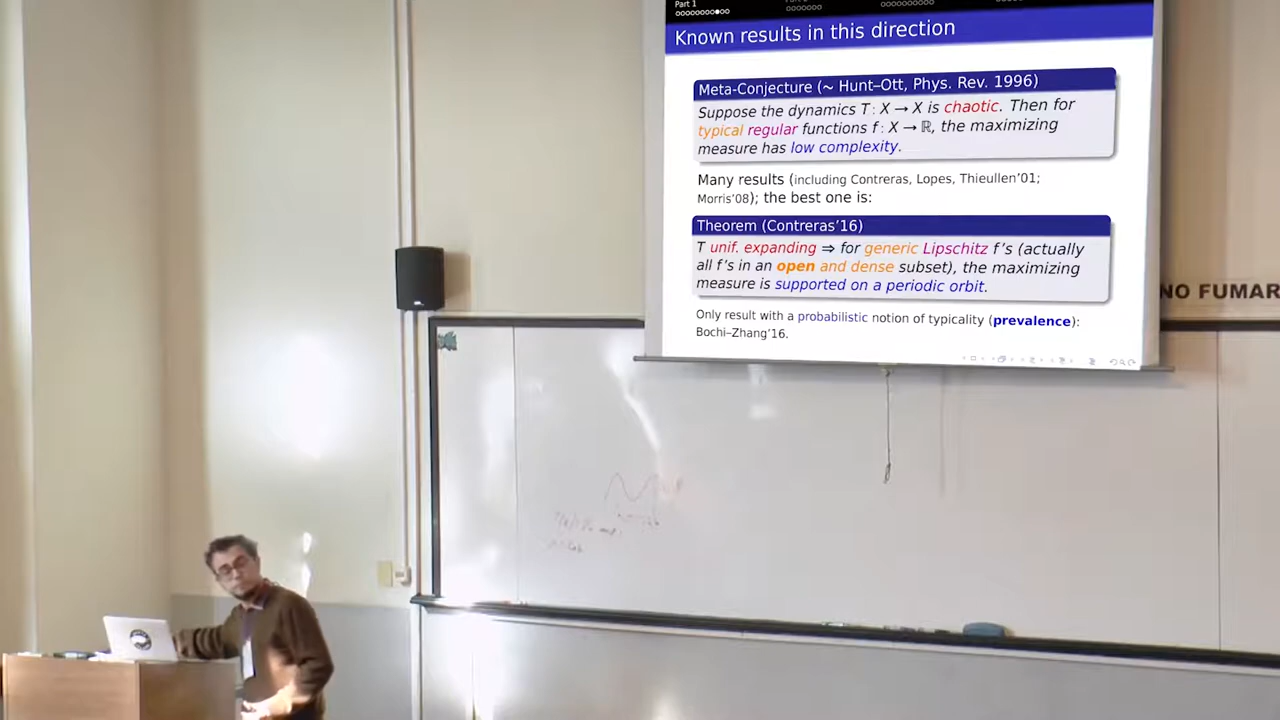 Part 1
Known results in this direction
Meta-Conjecture (~ Hunt–Ott, Phys. Rev. 1996)
Suppose the dynamics T : X → X is chaotic. Then for
typical regular functions f : X → ℝ, the maximizing
measure has low complexity.
Many results (including Contreras, Lopes, Thieullen'01;
Morris'08); the best one is:
Theorem (Contreras'16)
T unif. expanding ⇒ for generic Lipschitz f's (actually
all f's in an open and dense subset), the maximizing
measure is supported on a periodic orbit.
Only result with a probabilistic notion of typicality (prevalence):
Bochi–Zhang'16.
NO FUMAR